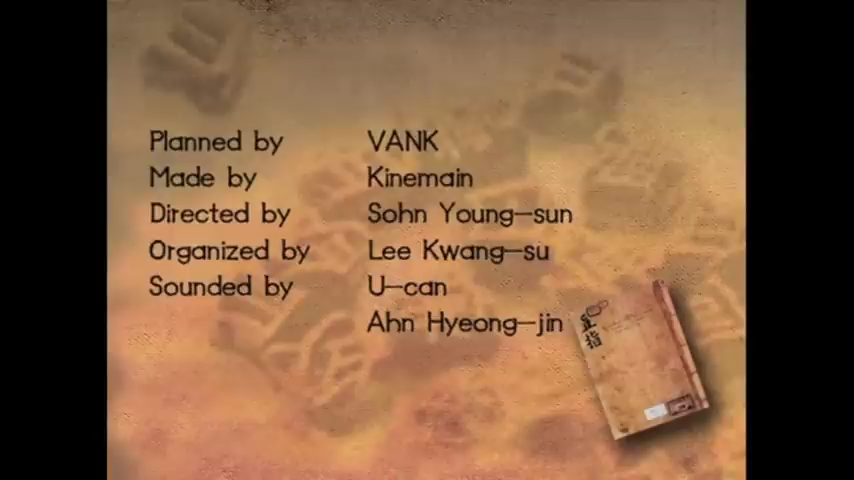 Planned by VANK
Made by Kinemain
Directed by Sohn Young-sun
Organized by Lee Kwang-su
Sounded by U-can
Ahn Hyeong-jin